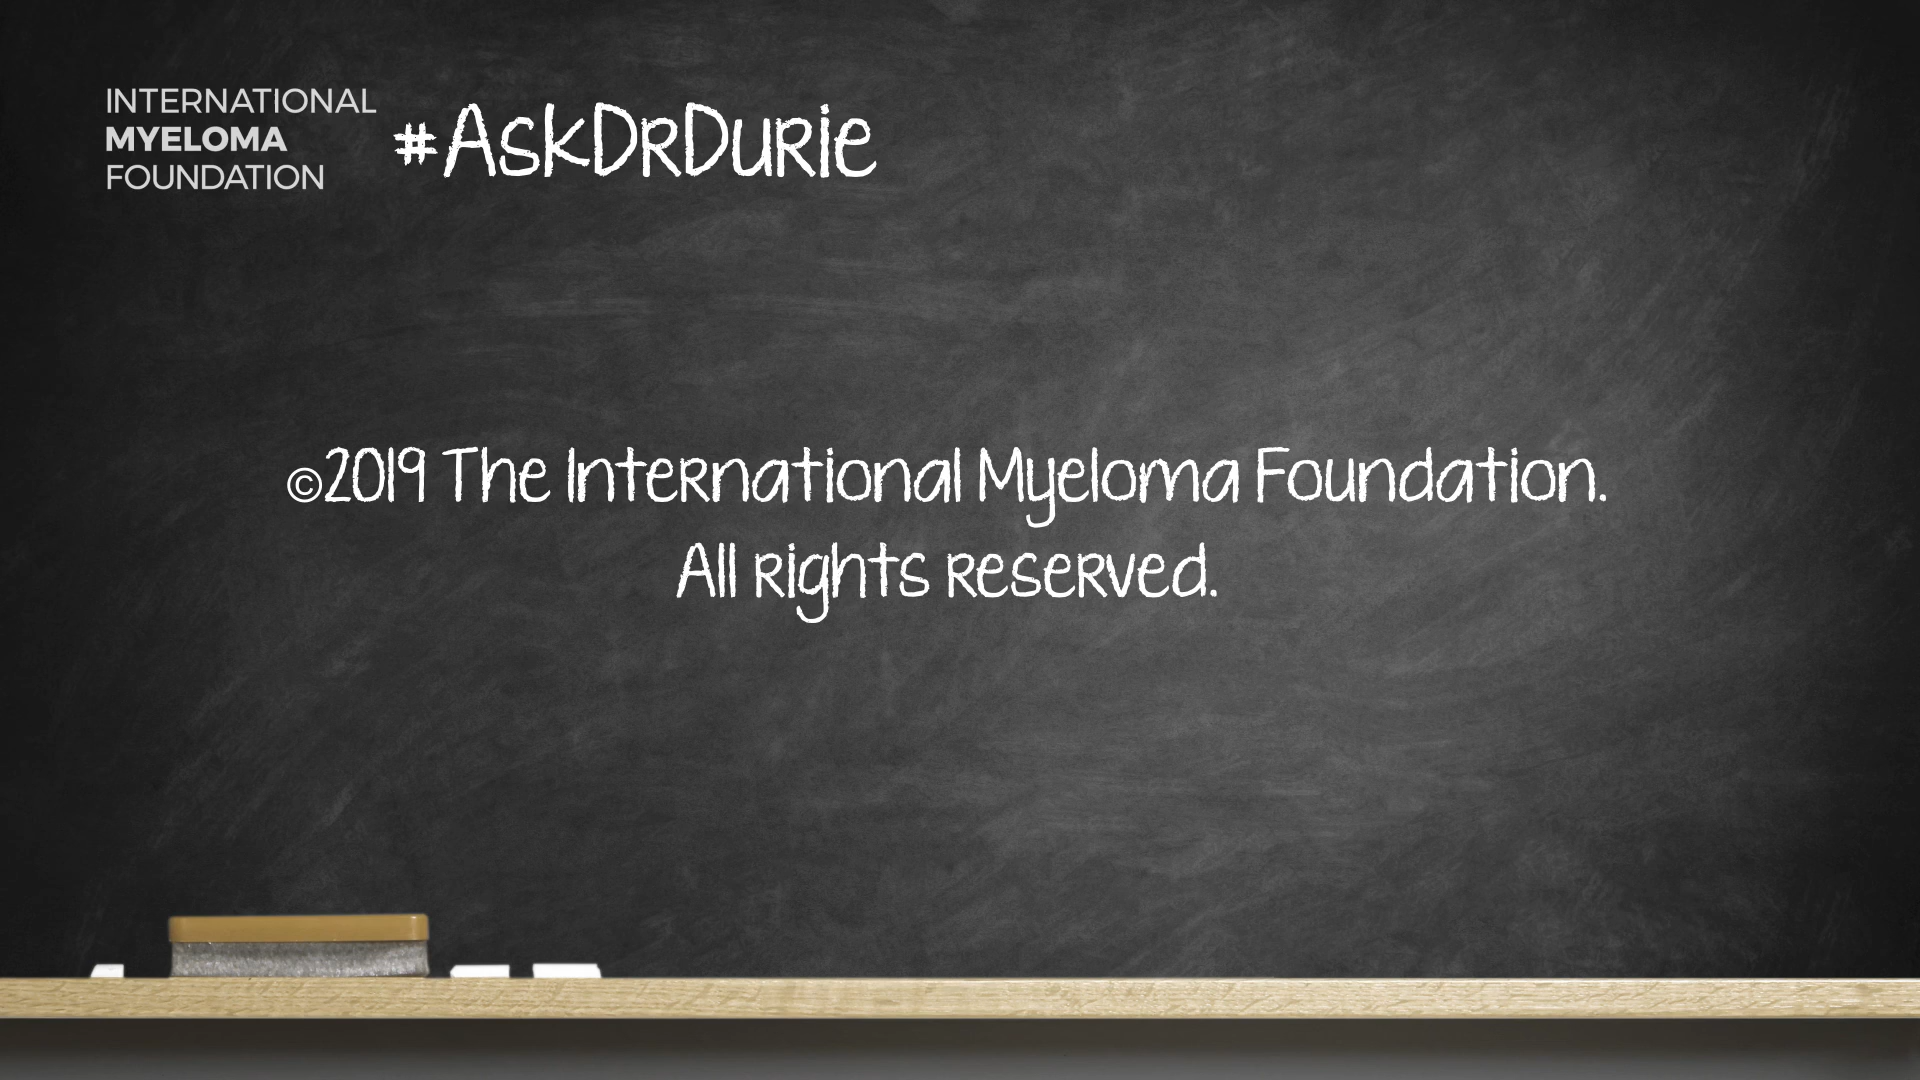 INTERNATIONAL
MYELOMA
FOUNDATION
#AskDrDurie
©2019 The International Myeloma Foundation.
All rights reserved.